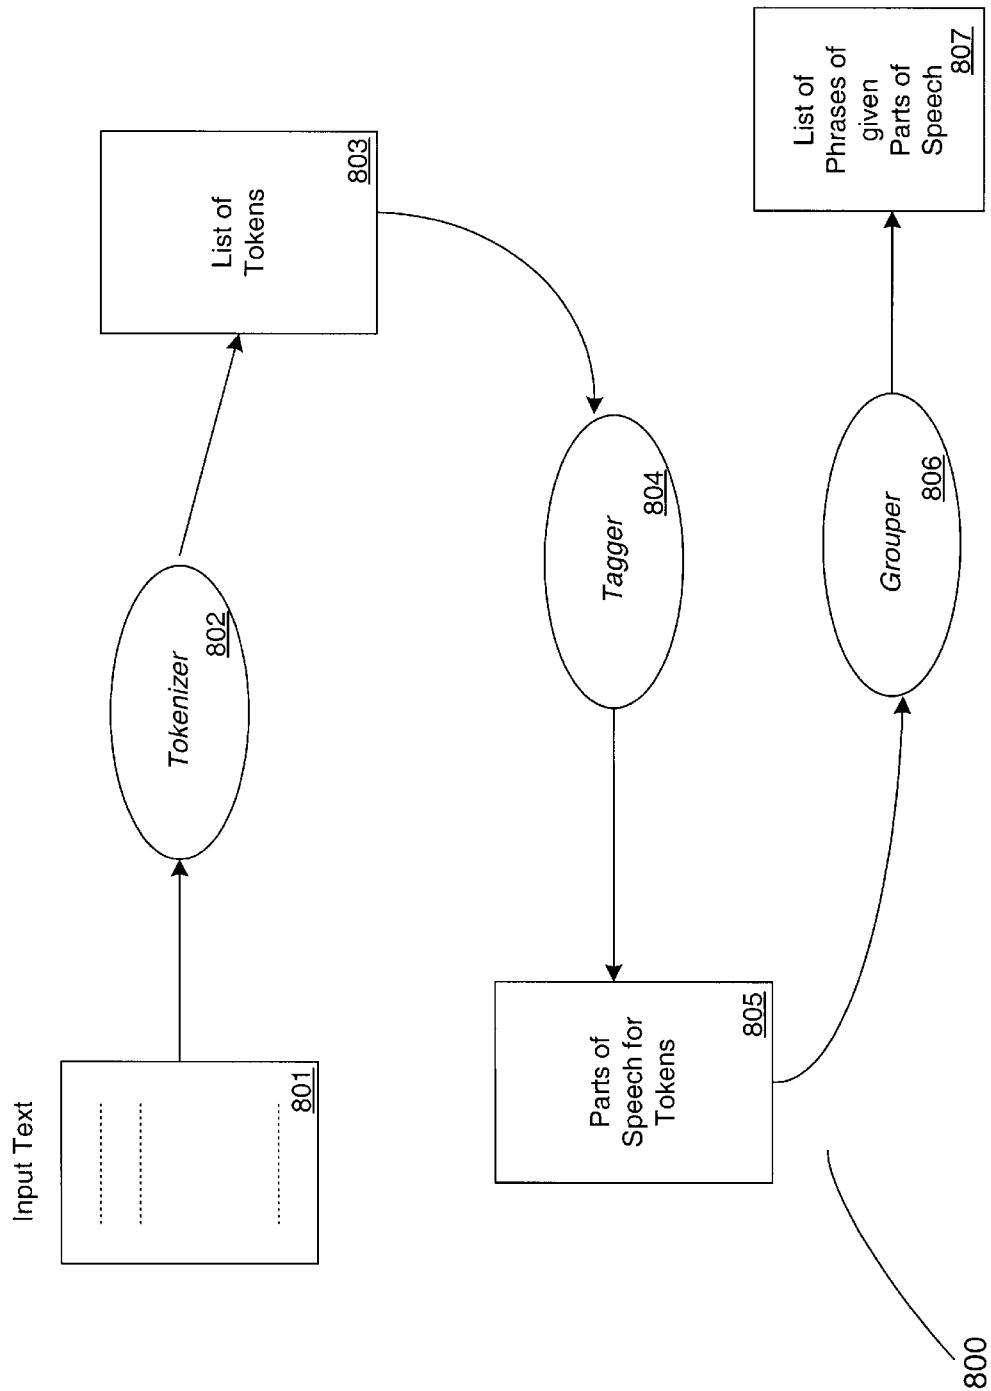 Input Text
801
Tokenizer
802
List of
Tokens
803
Tagger
804
Parts of
Speech for
Tokens
805
Grouper
806
List of
Phrases of
given
Parts of
Speech
807
800